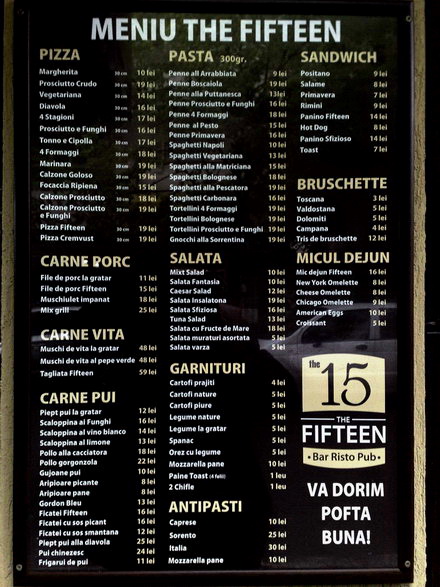 MENIU THE FIFTEEN
PIZZA
Margherita 30 cm 10 lei
Prosciutto Crudo 30 cm 19 lei
Vegetariana 30 cm 14 lei
Diavola 30 cm 16 lei
4 Stagioni 30 cm 17 lei
Prosciutto e Funghi 30 cm 16 lei
Tonne e Cipolla 30 cm 17 lei
4 Formaggi 30 cm 18 lei
Marinara 30 cm 19 lei
Calzone Goloso 30 cm 19 lei
Focaccia Ripiena 30 cm 15 lei
Calzone Prosciutto 30 cm 18 lei
Calzone Prosciutto 30 cm 19 lei
e Funghi
Pizza Fifteen 30 cm 19 lei
Pizza Cremvust 30 cm 19 lei
CARNE PORC
File de porc la gratar 11 lei
File de porc Fifteen 15 lei
Muschiulet impanat 18 lei
Mix grill 25 lei
CARNE VITA
Muschi de vita la gratar 48 lei
Muschi de vita al pepe verde 48 lei
Tagliata Fifteen 59 lei
CARNE PUI
Piept pui la gratar 12 lei
Scaloppina al Funghi 16 lei
Scaloppina al vino blanco 14 lei
Scaloppina al limone 13 lei
Pollo alla cacciatora 18 lei
Pollo gorgonzola 22 lei
Gujoane pui 10 lei
Aripioare picante 8 lei
Aripioare pane 8 lei
Gordon Bleu 13 lei
Ficatei Fifteen 16 lei
Ficatei cu sos picant 16 lei
Ficatei cu sos smantana 12 lei
Piept pui alla diavola 25 lei
Pui chinezesc 24 lei
Frigarui de pui 11 lei
PASTA 300gr.
Penne all Arrabbiata 9 lei
Penne Boscaiola 19 lei
Penne alla Puttanesca 13lei
Penne Prosciutto e Funghi 16 lei
Penne 4 Formaggi 18 lei
Penne al Pesto 15 lei
Penne Primavera 16 lei
Spaghetti Napoli 10 lei
Spaghetti Vegetariana 13 lei
Spaghetti alla Matriciana 15 lei
Spaghetti Bolognese 18 lei
Spaghetti alla Pescatora 19 lei
Spaghetti Carbonara 16 lei
Tortellini 4 Formaggi 19 lei
Tortellini Bolognese 19 lei
Tortellini Prosciutto e Funghi 19 lei
Gnocchi alla Sorrentina 19 lei
SALATA
Mixt Salad 10 lei
Salata Fantasia 10 lei
Caesar Salad 12 lei
Salata Insalatona 19 lei
Salata Sfiziosa 16 lei
Tuna Salad 13 lei
Salata cu Fructe de Mare 18 lei
Salata muraturi asortata 5 lei
Salata varza 5 lei
GARNITURI
Cartofi prajiti 4 lei
Cartofi nature 5 lei
Cartofi piure 5 lei
Legume nature 5 lei
Legume la gratar 5 lei
Spanac 5 lei
Orez cu legume 5 lei
Mozzarella pane 10 lei
Paine Toast (4 felii) 1 leu
2 Chifle 1 leu
ANTIPASTI
Caprese 10 lei
Sorento 25 lei
Italia 30 lei
Mozzarella pane 10 lei
SANDWICH
Positano 9 lei
Salame 8 lei
Primavera 7 lei
Rimini 9 lei
Panino Fifteen 14 lei
Hot Dog 8 lei
Panino Sfizioso 14 lei
Toast 7 lei
BRUSCHETTE
Toscana 3 lei
Valdostana 5 lei
Dolomiti 5 lei
Campana 4 lei
Tris de bruschette 12 lei
MICUL DEJUN
Mic dejun Fifteen 16 lei
New York Omelette 8 lei
Cheese Omelette 8 lei
Chicago Omelette 9 lei
American Eggs 10 lei
Croissant 5 lei
the
15
THE
FIFTEEN
• Bar Risto Pub •
VA DORIM
POFTA
BUNA!